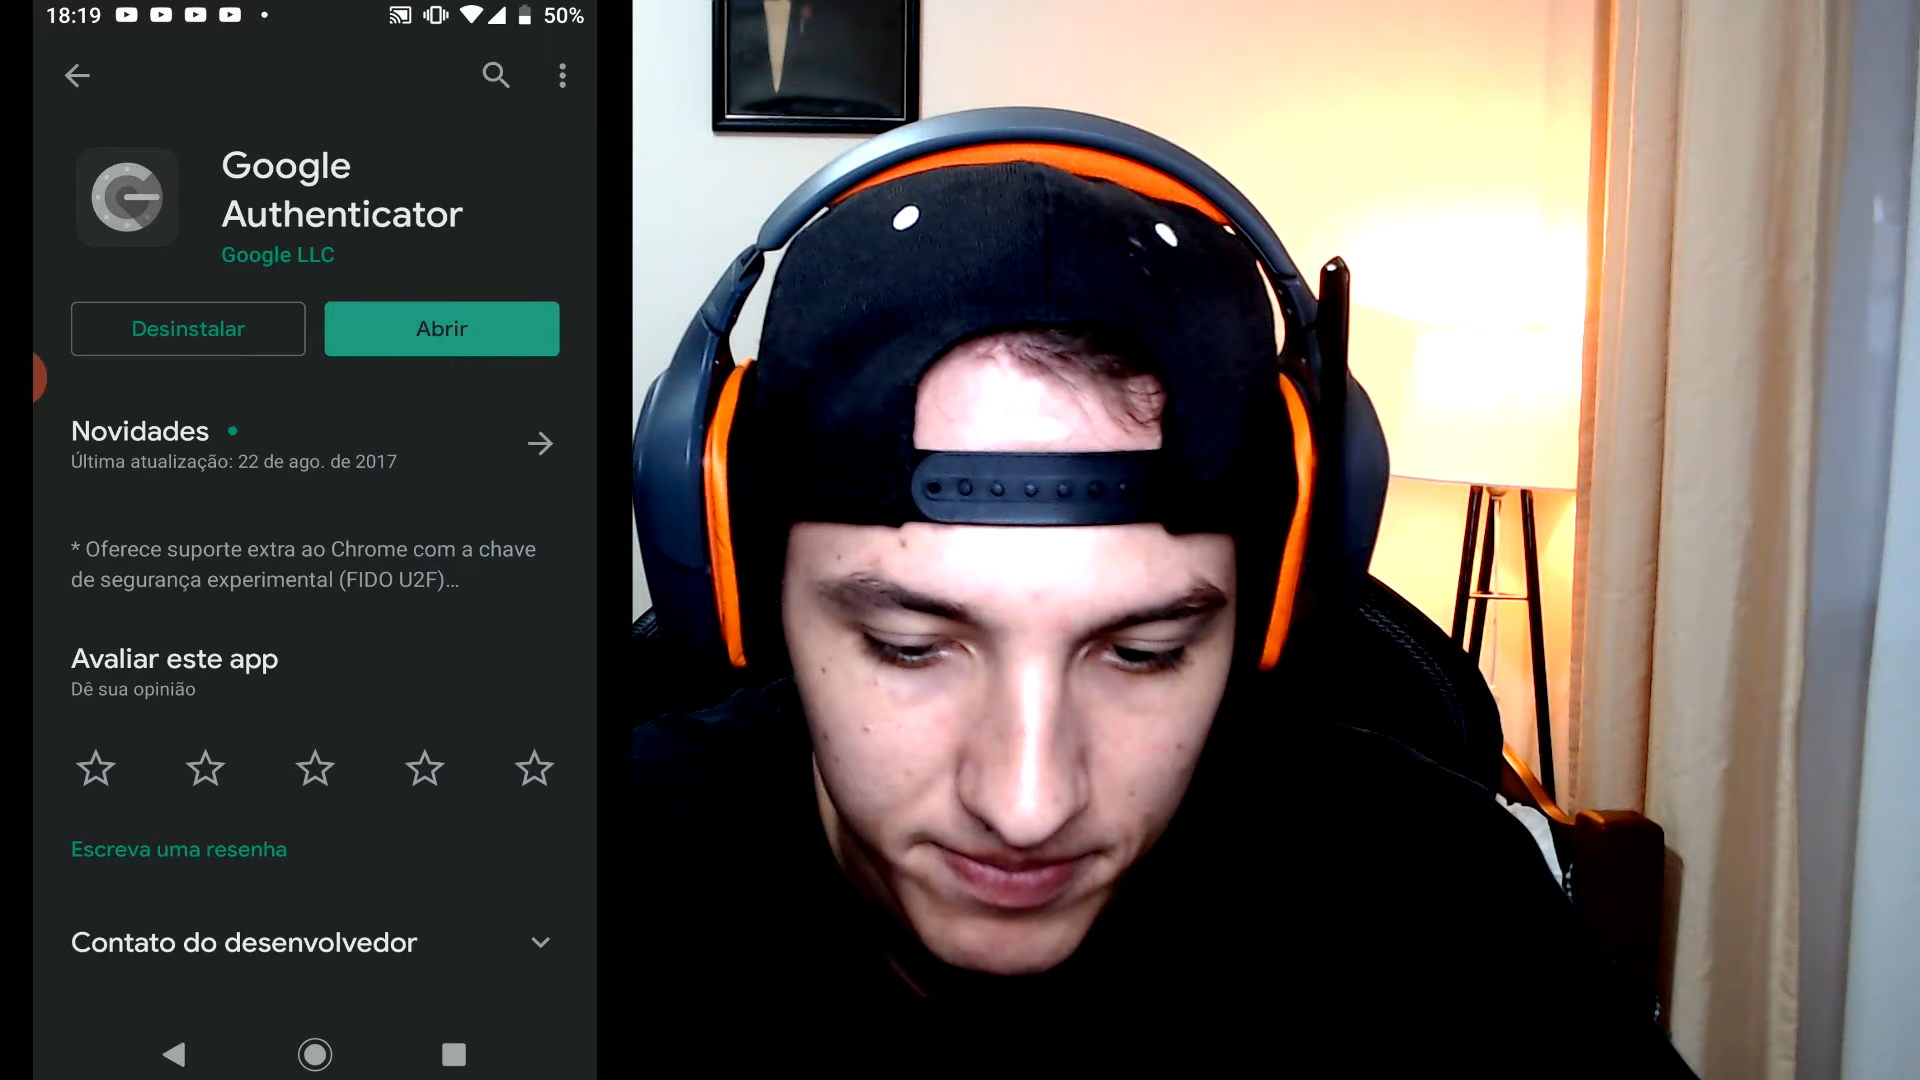 18:19
50%
Google
Authenticator
Google LLC
Desinstalar
Abrir
Novidades
Última atualização: 22 de ago. de 2017
* Oferece suporte extra ao Chrome com a chave
de segurança experimental (FIDO U2F)...
Avaliar este app
Dê sua opinião
Escreva uma resenha
Contato do desenvolvedor